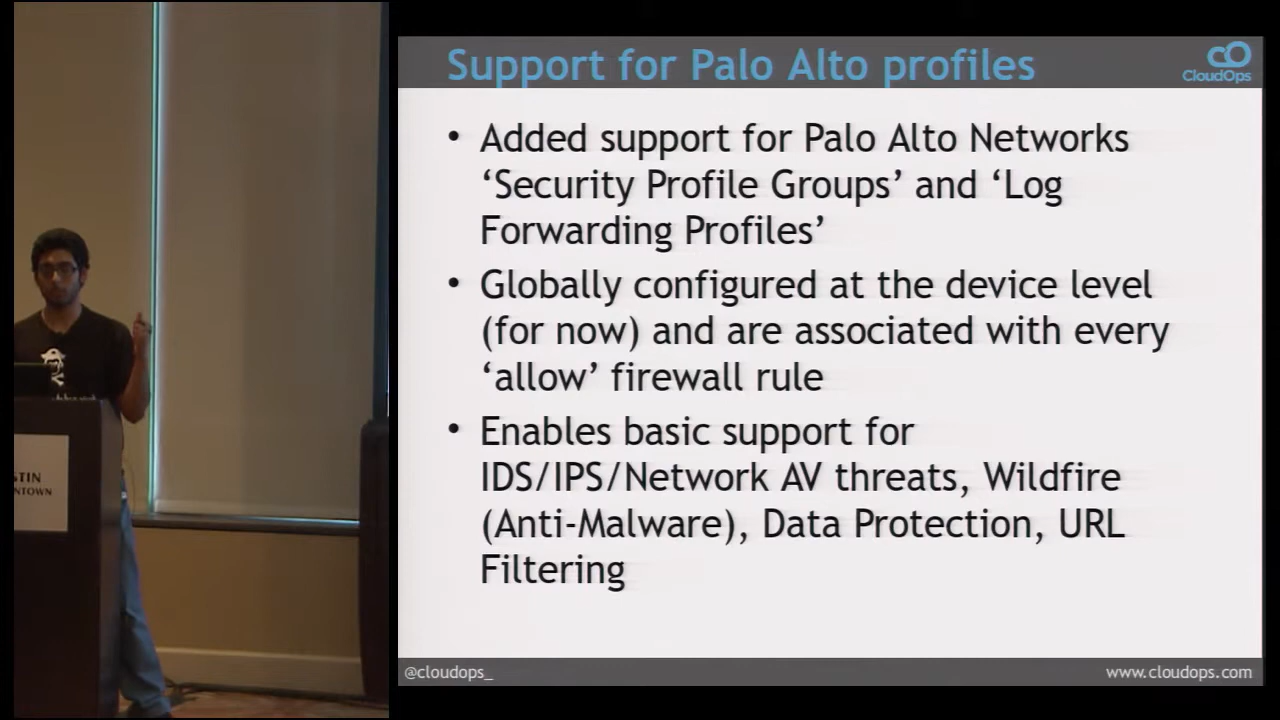 Support for Palo Alto profiles
CloudOps
• Added support for Palo Alto Networks
‘Security Profile Groups’ and ‘Log
Forwarding Profiles’
• Globally configured at the device level
(for now) and are associated with every
‘allow’ firewall rule
• Enables basic support for
IDS/IPS/Network AV threats, Wildfire
(Anti-Malware), Data Protection, URL
Filtering
@cloudops_
www.cloudops.com